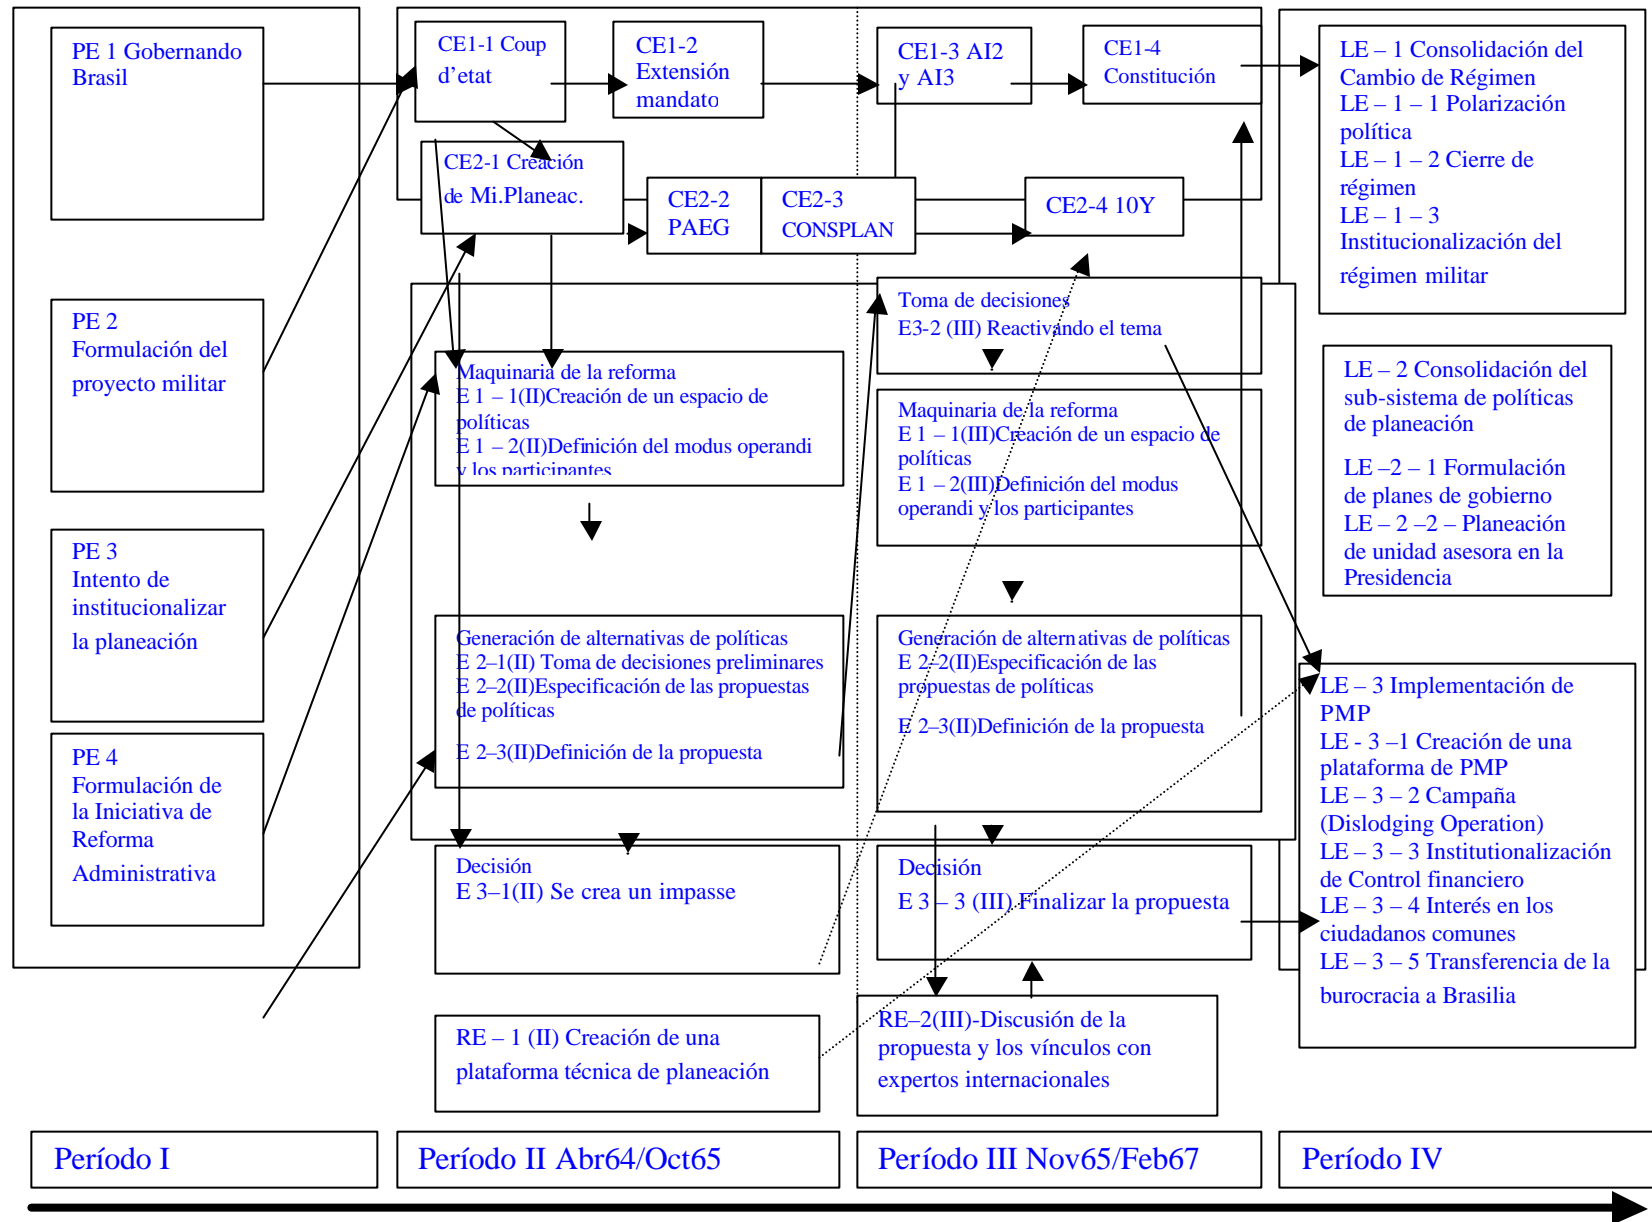 PE 1 Gobernando
Brasil
PE 2
Formulación del
proyecto militar
PE 3
Intento de
institucionalizar
la planeación
PE 4
Formulación de
la Iniciativa de
Reforma
Administrativa
CE1-1 Coup
d'etat
CE1-2
Extensión
mandato
CE1-3 AI2
y AI3
CE1-4
Constitución
CE2-1 Creación
de Mi.Planeac.
CE2-2
PAEG
CE2-3
CONSPLAN
CE2-4 10Y
Maquinaria de la reforma
E 1 – 1(II)Creación de un espacio de
políticas
E 1 – 2(II)Definición del modus operandi
y los participantes
Generación de alternativas de políticas
E 2–1(II) Toma de decisiones preliminares
E 2–2(II)Especificación de las propuestas
de políticas
E 2–3(II)Definición de la propuesta
Decisión
E 3–1(II) Se crea un impasse
RE – 1 (II) Creación de una
plataforma técnica de planeación
Toma de decisiones
E3-2 (III) Reactivando el tema
Maquinaria de la reforma
E 1 – 1(III)Creación de un espacio de
políticas
E 1 – 2(III)Definición del modus
operandi y los participantes
Generación de alternativas de políticas
E 2–2(II)Especificación de las
propuestas de políticas
E 2–3(II)Definición de la propuesta
Decisión
E 3 – 3 (III) Finalizar la propuesta
RE–2(III)-Discusión de la
propuesta y los vínculos con
expertos internacionales
LE – 1 Consolidación del
Cambio de Régimen
LE – 1 – 1 Polarización
política
LE – 1 – 2 Cierre de
régimen
LE – 1 – 3
Institucionalización del
régimen militar
LE – 2 Consolidación del
sub-sistema de políticas
de planeación
LE –2 – 1 Formulación
de planes de gobierno
LE – 2 –2 – Planeación
de unidad asesora en la
Presidencia
LE – 3 Implementación de
PMP
LE - 3 –1 Creación de una
plataforma de PMP
LE – 3 – 2 Campaña
(Dislodging Operation)
LE – 3 – 3 Institutionalización
de Control financiero
LE – 3 – 4 Interés en los
ciudadanos comunes
LE – 3 – 5 Transferencia de la
burocracia a Brasilia
Período I
Período II Abr64/Oct65
Período III Nov65/Feb67
Período IV